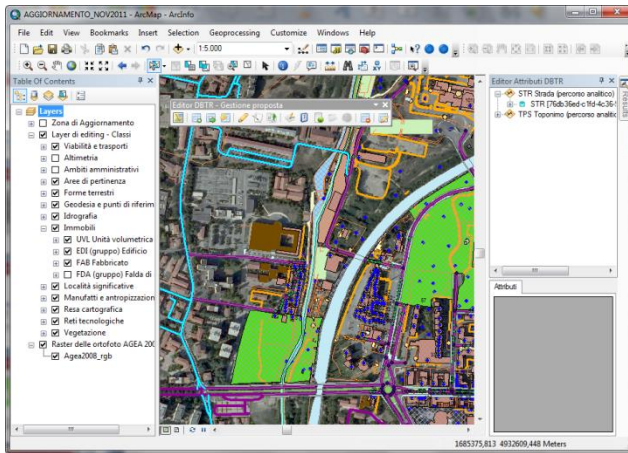 AGGIORNAMENTO_NOV2011 - ArcMap - ArcInfo
File Edit View Bookmarks Insert Selection Geoprocessing Customize Windows Help
1:5.000
Table Of Contents
Layers
Zona di Aggiornamento
Layer di editing - Classi
Viabilità e trasporti
Altimetria
Ambiti amministrativi
Aree di pertinenza
Forme terrestri
Geodesia e punti di riferim
Idrografia
Immobili
UVL Unità volumetrica
EDI (gruppo) Edificio
FAB Fabbricato
FDA (gruppo) Falda di
Località significative
Manufatti e antropizzazion
Resa cartografica
Reti tecnologiche
Vegetazione
Raster delle ortofoto AGEA 200
Agea2008_rgb
Editor DBTR - Gestione proposta
Editor Attributi DBTR
STR Strada (percorso analitico)
STR [76db36ed-c1fd-4c36-
TPS Toponimo (percorso analitic
Results
Attributi
1685375,813 4932609,448 Meters